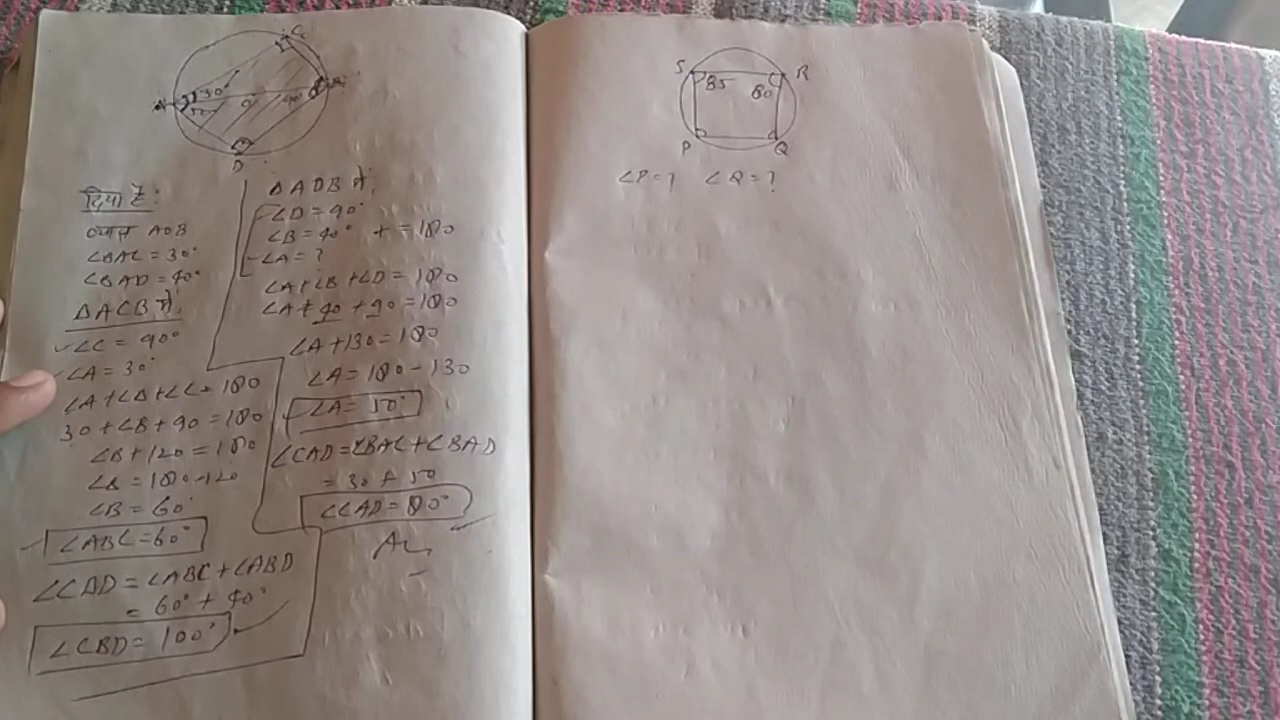 C
A
30°
O
40°
D
दिया है:
व्यास AOB
∠BAC = 30°
∠BAD = 40°
ΔACB में,
∠C = 90°
∠A = 30°
∠A + ∠B + ∠C = 180
30 + ∠B + 90 = 180
∠B + 120 = 180
∠B = 180 - 120
∠B = 60°
∠ABC = 60°
∠CBD = ∠ABC + ∠ABD
= 60° + 40°
∠CBD = 100°
ΔADB में,
∠D = 90°
∠B = 40° + = 180
∠A = ?
∠A + ∠B + ∠D = 180
∠A + 40 + 90 = 180
∠A + 130 = 180
∠A = 180 - 130
∠A = 50°
∠CAD = ∠BAC + ∠BAD
= 30 + 50
∠CAD = 80°
S R
85 80
P Q
∠P = ? ∠Q = ?